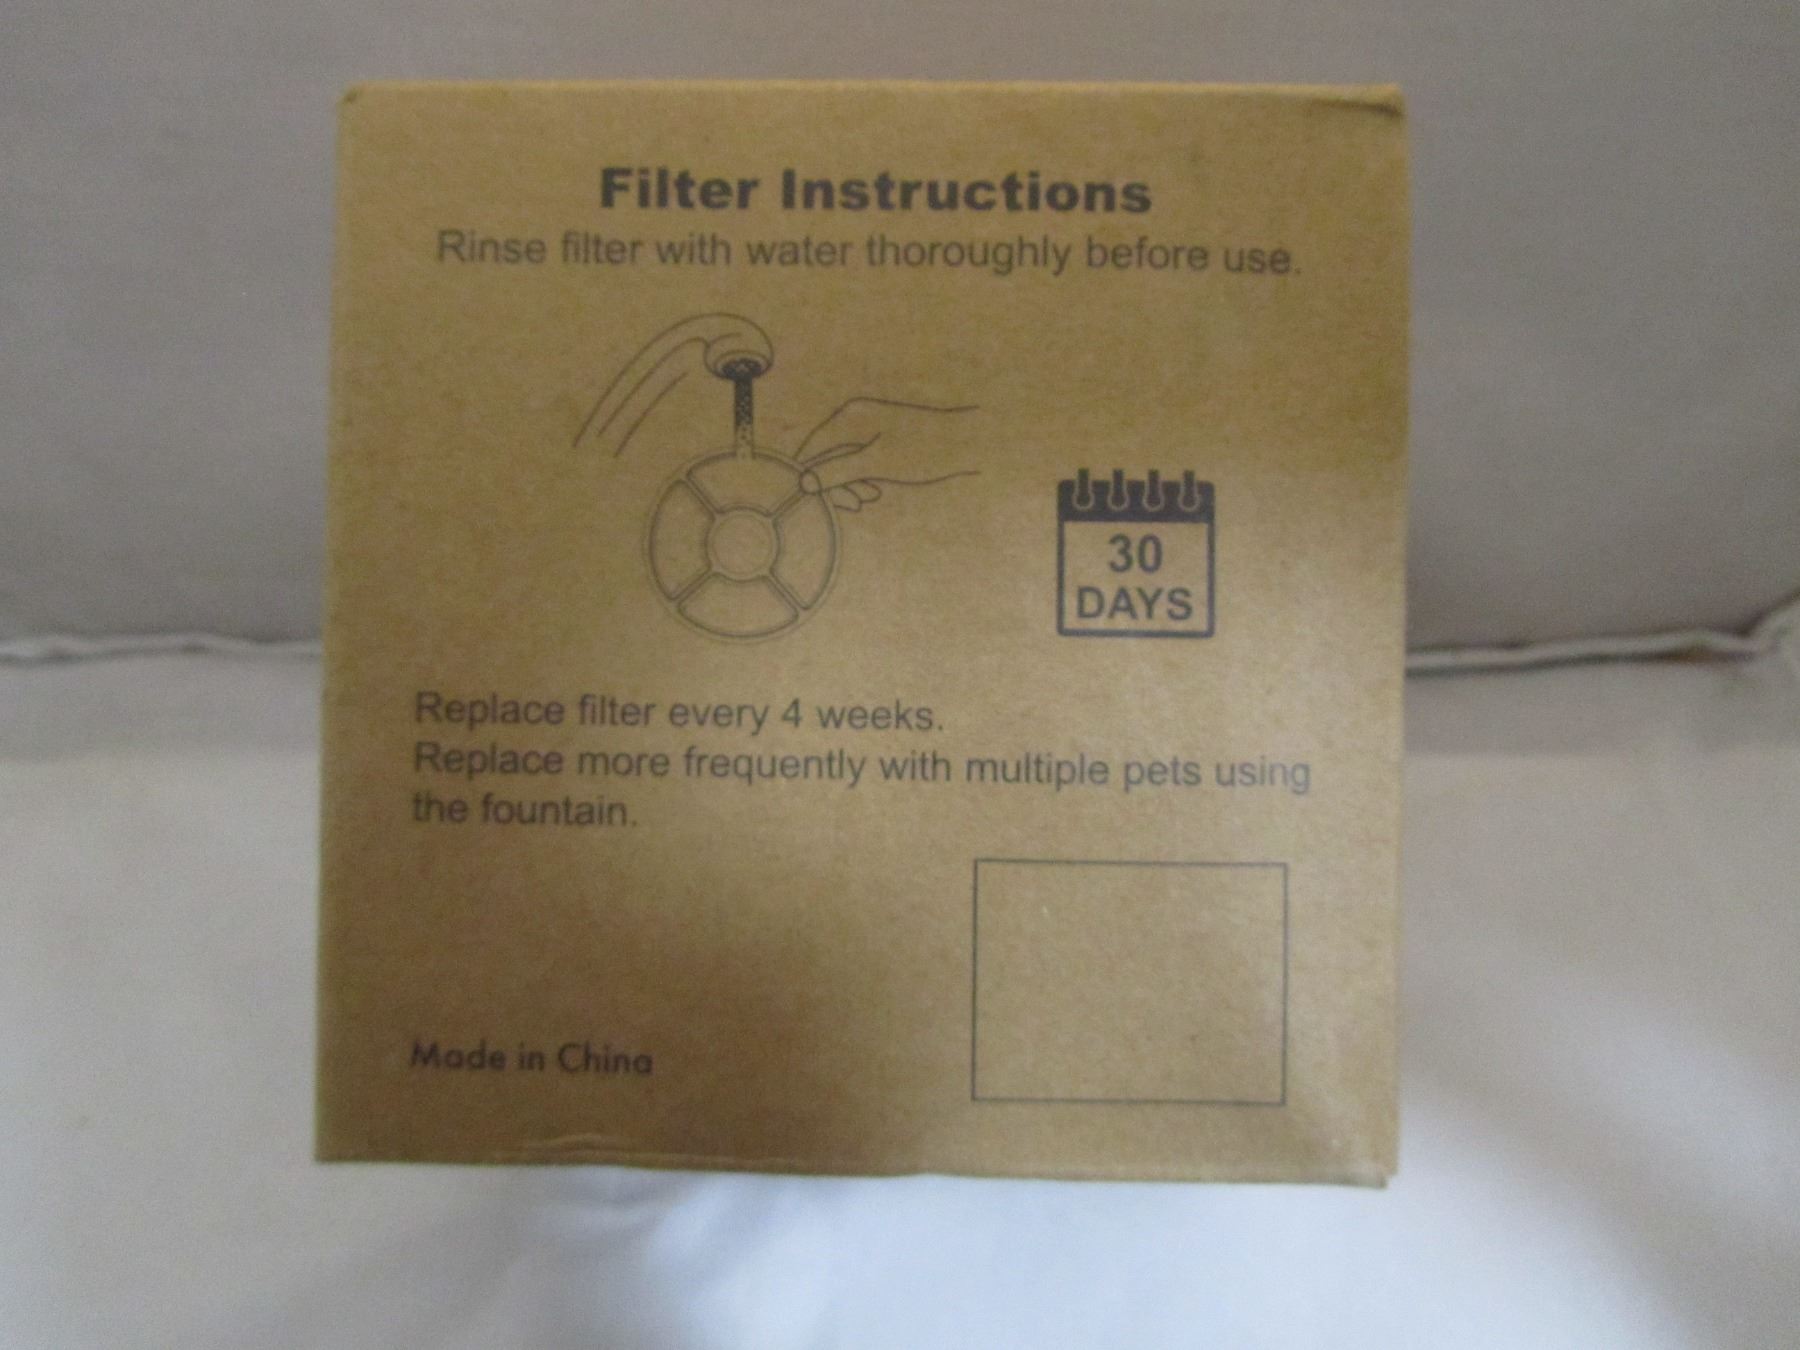 Filter Instructions
Rinse filter with water thoroughly before use.
30
DAYS
Replace filter every 4 weeks.
Replace more frequently with multiple pets using
the fountain.
Made in China